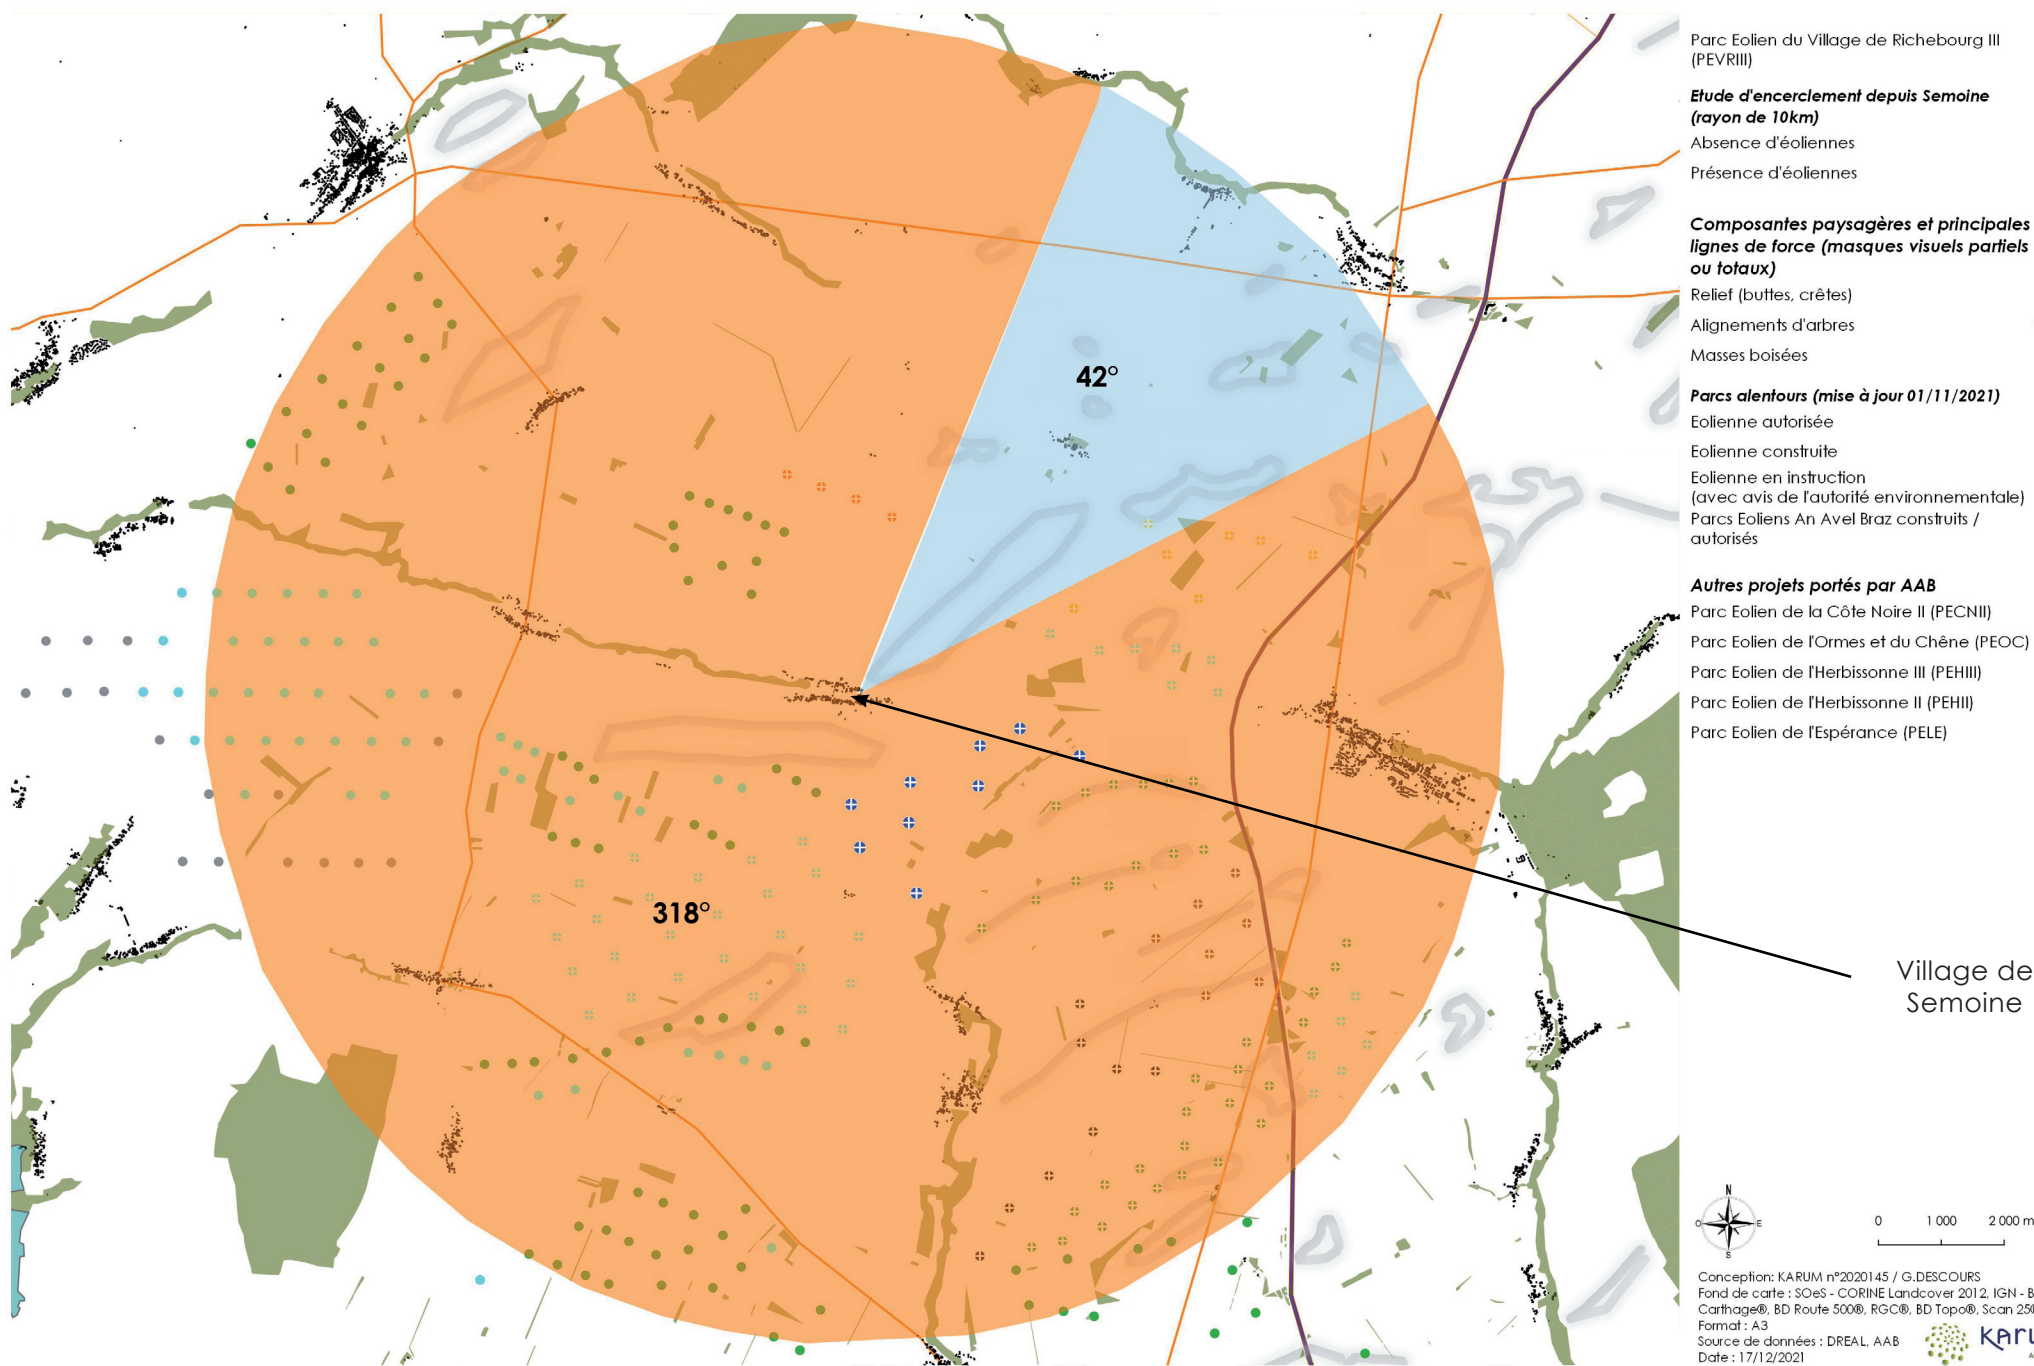 Parc Eolien du Village de Richebourg III
(PEVRIII)
Etude d'encerclement depuis Semoine
(rayon de 10km)
Absence d'éoliennes
Présence d'éoliennes
Composantes paysagères et principales
lignes de force (masques visuels partiels
ou totaux)
Relief (buttes, crêtes)
Alignements d'arbres
Masses boisées
Parcs alentours (mise à jour 01/11/2021)
Eolienne autorisée
Eolienne construite
Eolienne en instruction
(avec avis de l'autorité environnementale)
Parcs Eoliens An Avel Braz construits /
autorisés
Autres projets portés par AAB
Parc Eolien de la Côte Noire II (PECNII)
Parc Eolien de l'Ormes et du Chêne (PEOC)
Parc Eolien de l'Herbissonne III (PEHIII)
Parc Eolien de l'Herbissonne II (PEHII)
Parc Eolien de l'Espérance (PELE)
42°
318°
Village de
Semoine
N
O E
S
0 1 000 2 000 m
Conception: KARUM n°2020145 / G.DESCOURS
Fond de carte : SOeS - CORINE Landcover 2012, IGN - B
Carthage®, BD Route 500®, RGC®, BD Topo®, Scan 25
Format : A3
Source de données : DREAL, AAB
Date : 17/12/2021